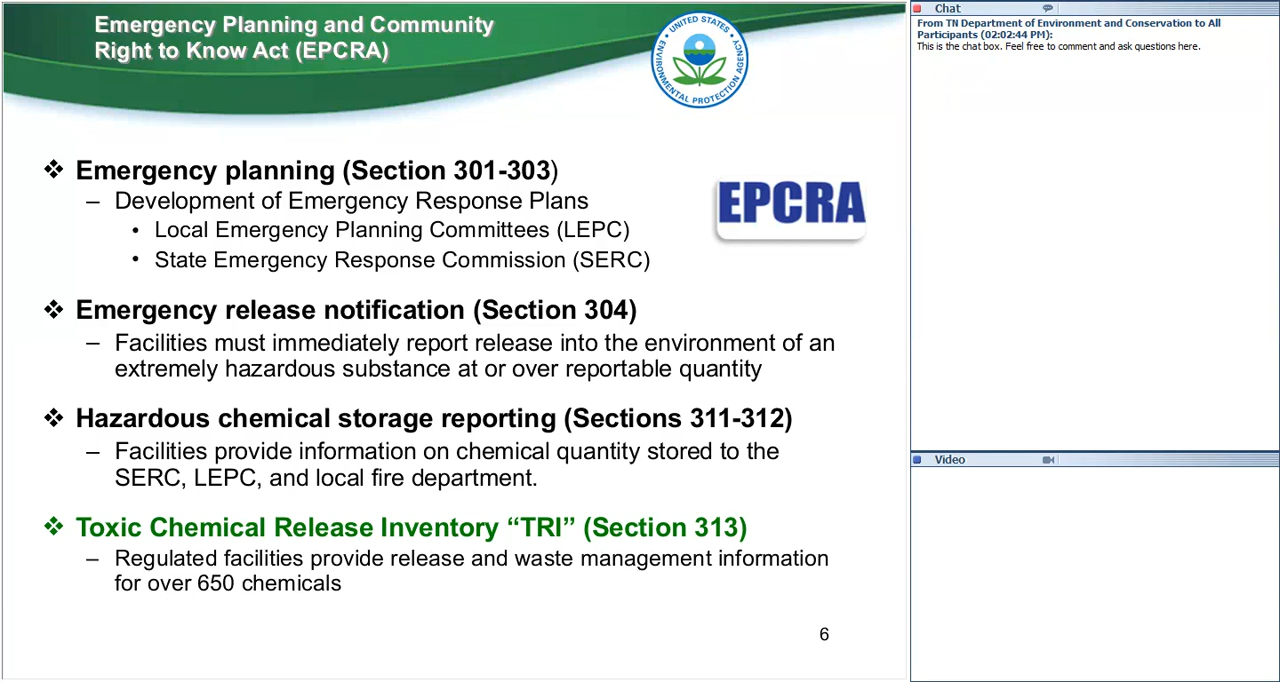 Emergency Planning and Community
Right to Know Act (EPCRA)
UNITED STATES
ENVIRONMENTAL PROTECTION AGENCY
❖ Emergency planning (Section 301-303)
– Development of Emergency Response Plans
• Local Emergency Planning Committees (LEPC)
• State Emergency Response Commission (SERC)
EPCRA
❖ Emergency release notification (Section 304)
– Facilities must immediately report release into the environment of an
extremely hazardous substance at or over reportable quantity
❖ Hazardous chemical storage reporting (Sections 311-312)
– Facilities provide information on chemical quantity stored to the
SERC, LEPC, and local fire department.
❖ Toxic Chemical Release Inventory “TRI” (Section 313)
– Regulated facilities provide release and waste management information
for over 650 chemicals
6
Chat
From TN Department of Environment and Conservation to All
Participants (02:02:44 PM):
This is the chat box. Feel free to comment and ask questions here.
Video